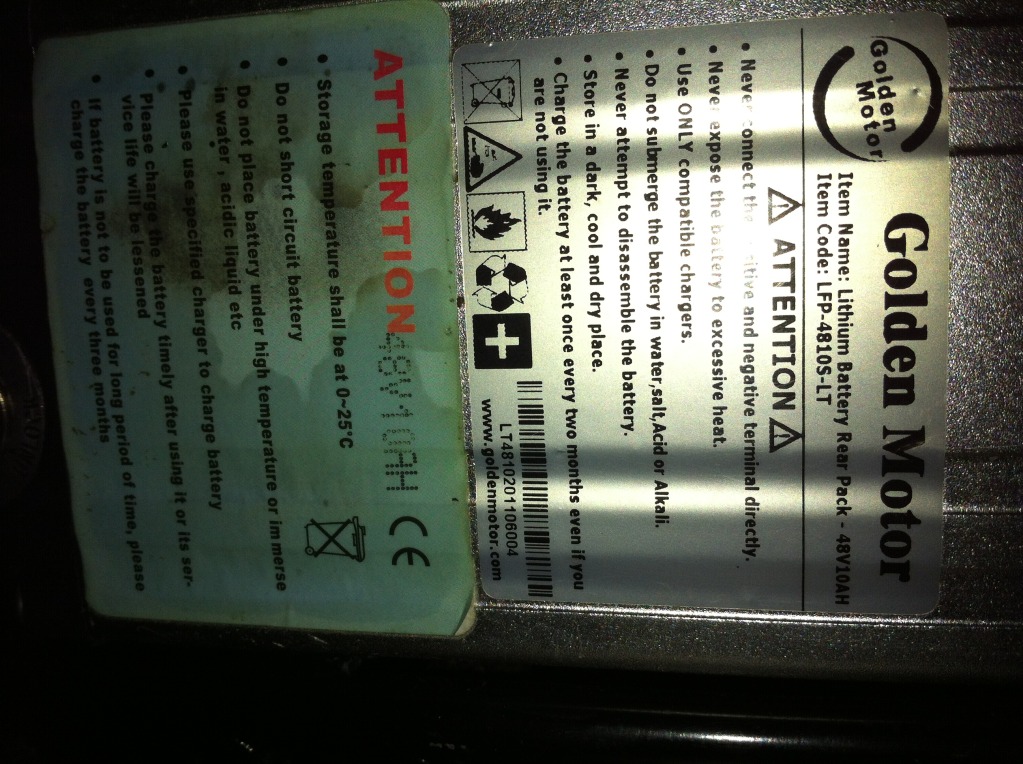 Golden
Motor
Golden Motor
Item Name: Lithium Battery Rear Pack - 48V10AH
Item Code: LFP-4810S-LT
ATTENTION
• Never connect the positive and negative terminal directly.
• Never expose the battery to excessive heat.
• Use ONLY compatible chargers.
• Do not submerge the battery in water,salt,Acid or Alkali.
• Never attempt to disassemble the battery.
• Store in a dark, cool and dry place.
• Charge the battery at least once every two months even if you
are not using it.
LT4810201106004
www.goldenmotor.com
ATTENTION 48V10AH CE
• Storage temperature shall be at 0~25°C
• Do not short circuit battery
• Do not place battery under high temperature or immerse
in water , acidic liquid etc
• Please use specified charger to charge battery
• Please charge the battery timely after using it or its ser-
vice life will be lessened
• If battery is not to be used for long period of time, please
charge the battery every three months